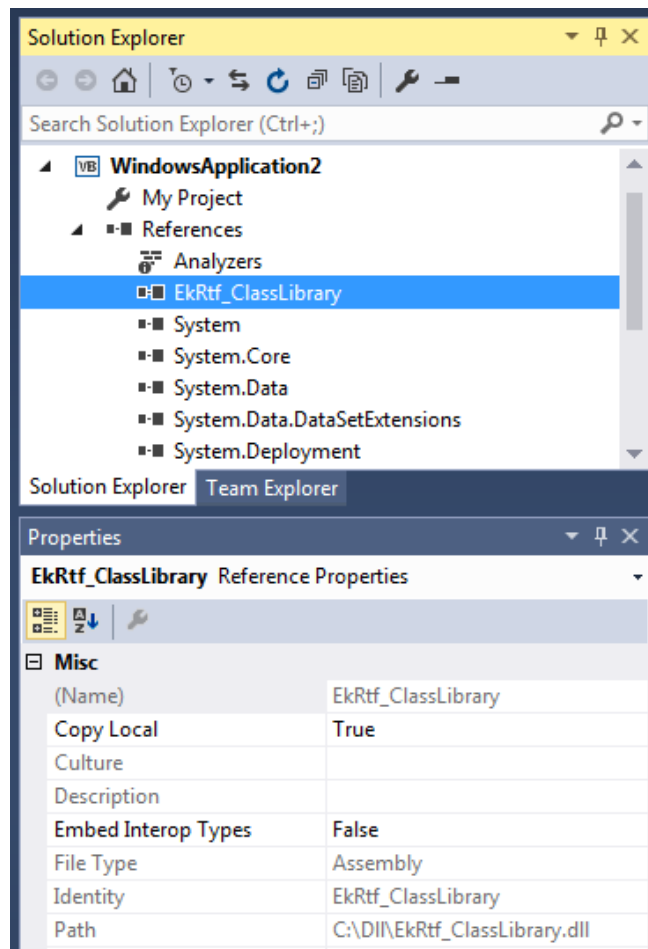 Solution Explorer
Search Solution Explorer (Ctrl+;)
VB WindowsApplication2
My Project
References
Analyzers
EkRtf_ClassLibrary
System
System.Core
System.Data
System.Data.DataSetExtensions
System.Deployment
Solution Explorer Team Explorer
Properties
EkRtf_ClassLibrary Reference Properties
Misc
(Name) EkRtf_ClassLibrary
Copy Local True
Culture
Description
Embed Interop Types False
File Type Assembly
Identity EkRtf_ClassLibrary
Path C:\Dll\EkRtf_ClassLibrary.dll